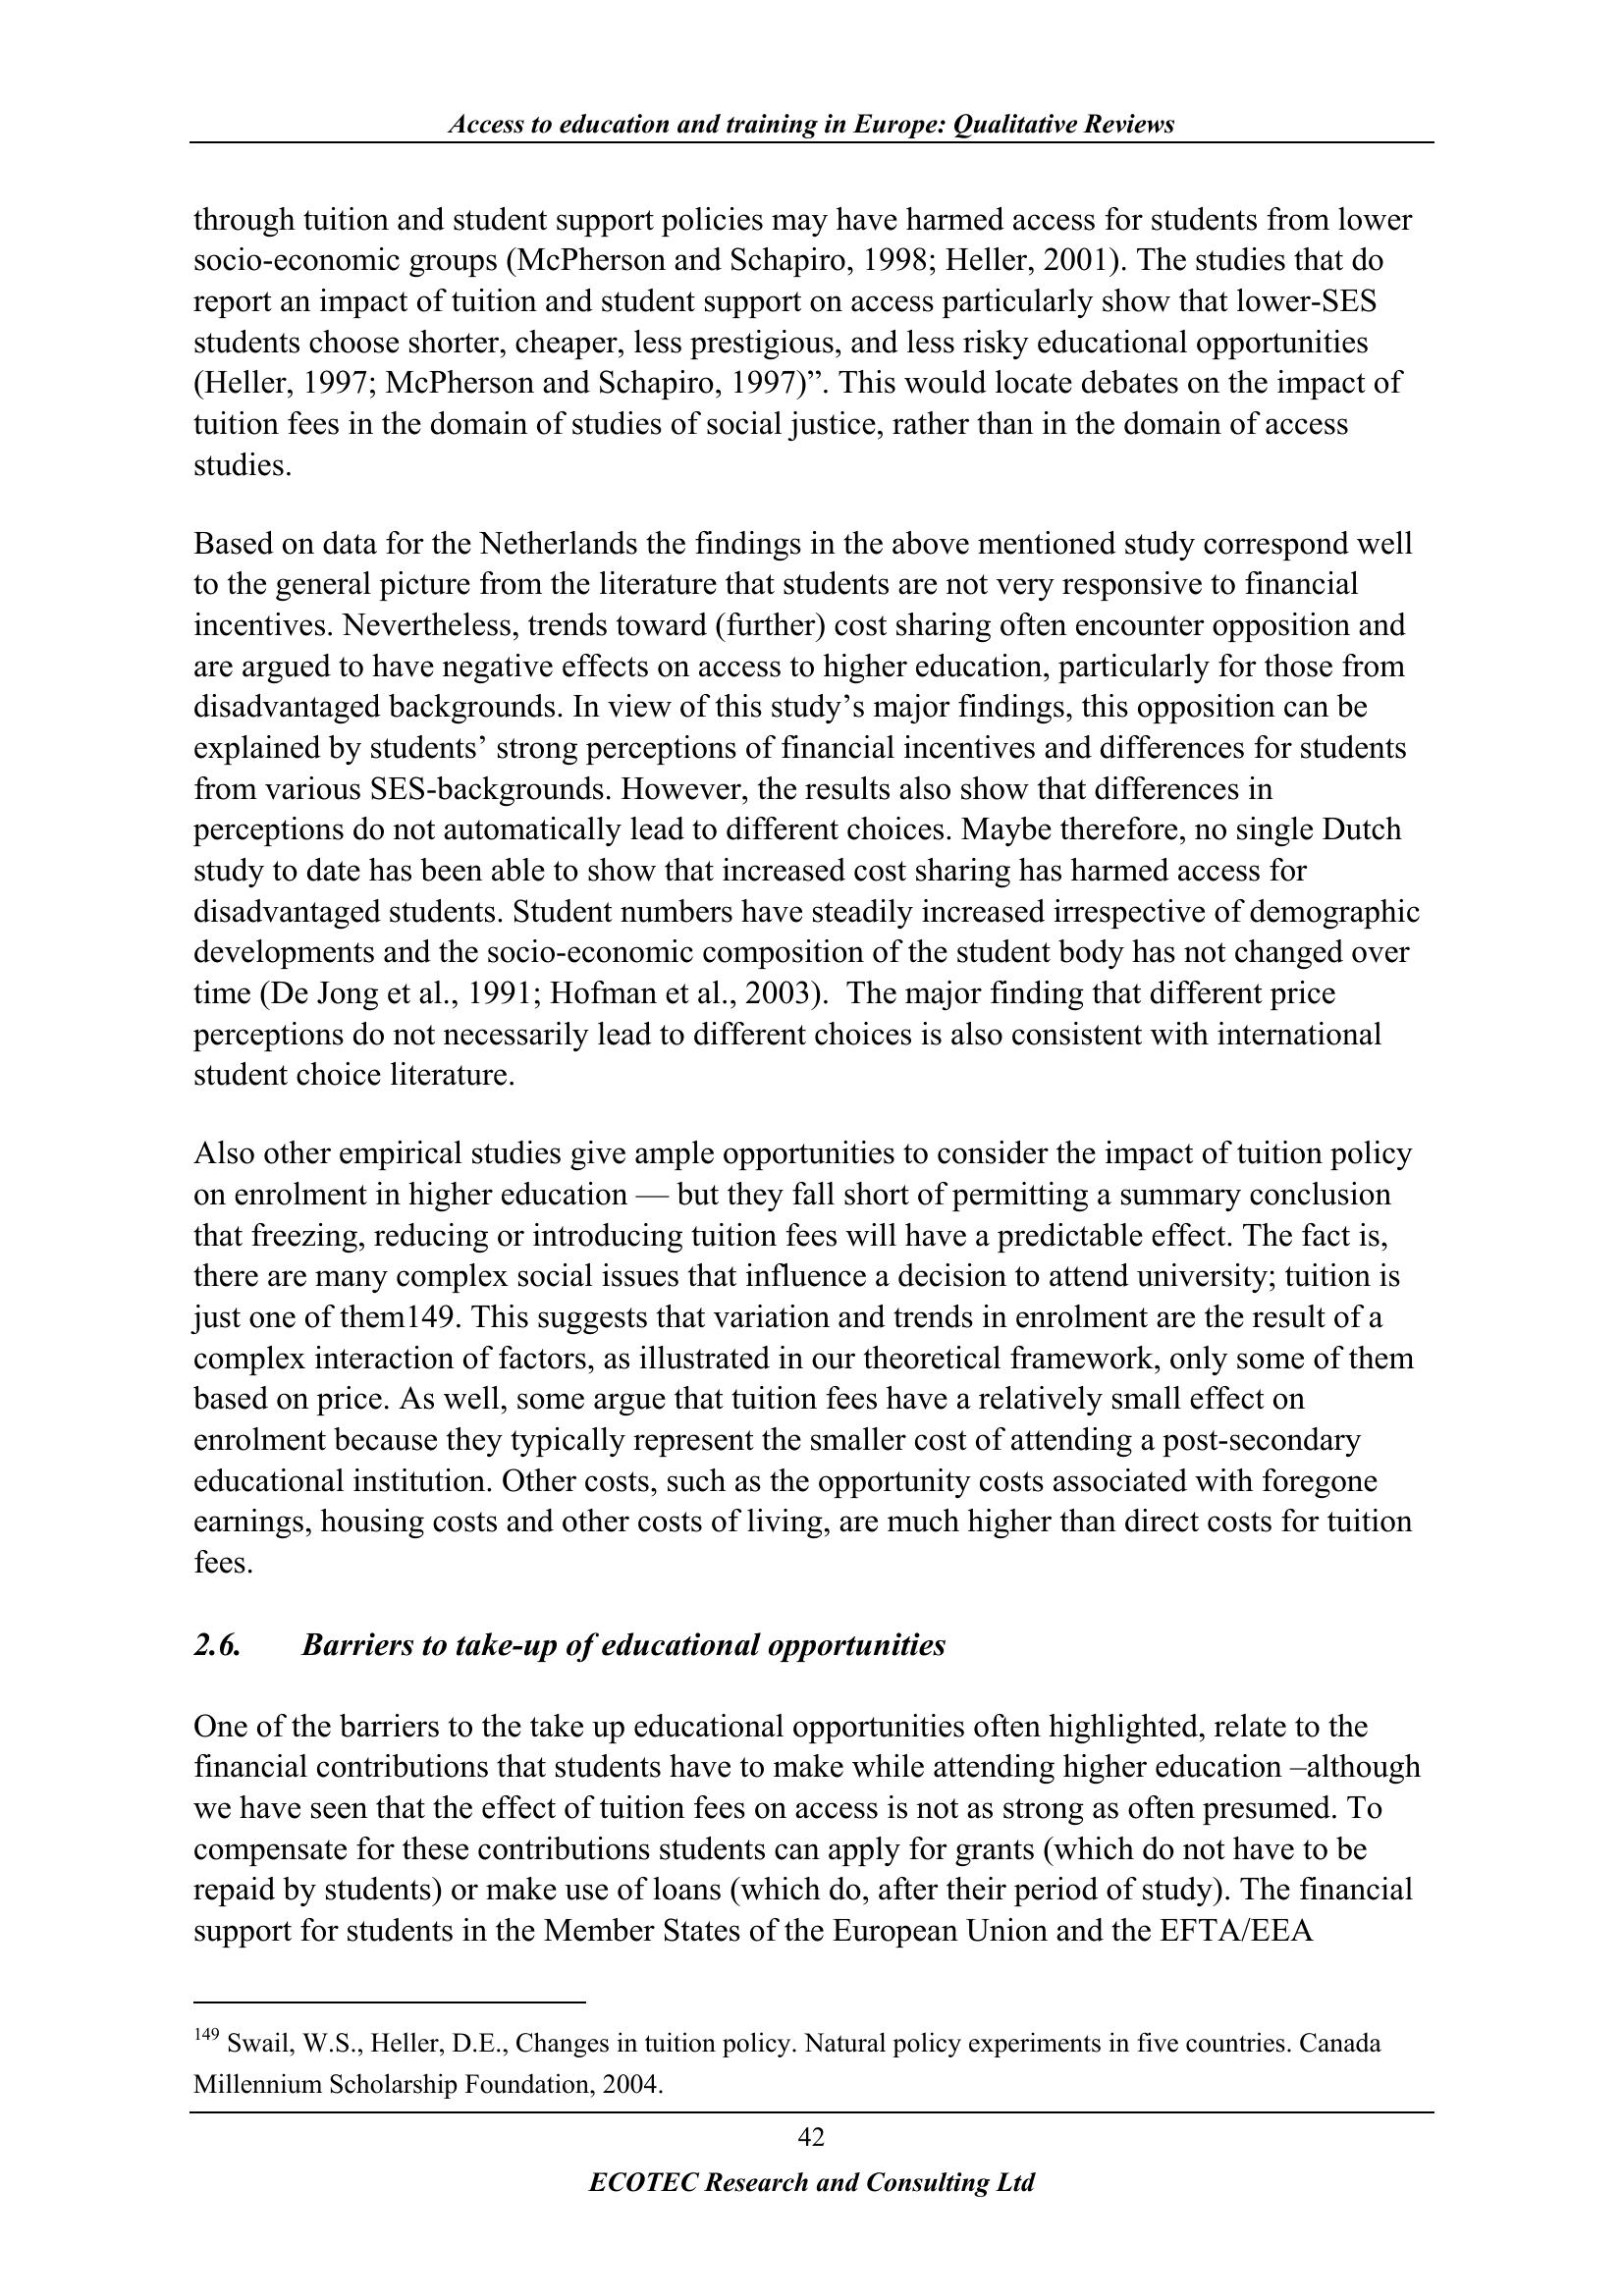 Access to education and training in Europe: Qualitative Reviews
through tuition and student support policies may have harmed access for students from lower
socio-economic groups (McPherson and Schapiro, 1998; Heller, 2001). The studies that do
report an impact of tuition and student support on access particularly show that lower-SES
students choose shorter, cheaper, less prestigious, and less risky educational opportunities
(Heller, 1997; McPherson and Schapiro, 1997)”. This would locate debates on the impact of
tuition fees in the domain of studies of social justice, rather than in the domain of access
studies.
Based on data for the Netherlands the findings in the above mentioned study correspond well
to the general picture from the literature that students are not very responsive to financial
incentives. Nevertheless, trends toward (further) cost sharing often encounter opposition and
are argued to have negative effects on access to higher education, particularly for those from
disadvantaged backgrounds. In view of this study’s major findings, this opposition can be
explained by students’ strong perceptions of financial incentives and differences for students
from various SES-backgrounds. However, the results also show that differences in
perceptions do not automatically lead to different choices. Maybe therefore, no single Dutch
study to date has been able to show that increased cost sharing has harmed access for
disadvantaged students. Student numbers have steadily increased irrespective of demographic
developments and the socio-economic composition of the student body has not changed over
time (De Jong et al., 1991; Hofman et al., 2003).  The major finding that different price
perceptions do not necessarily lead to different choices is also consistent with international
student choice literature.
Also other empirical studies give ample opportunities to consider the impact of tuition policy
on enrolment in higher education — but they fall short of permitting a summary conclusion
that freezing, reducing or introducing tuition fees will have a predictable effect. The fact is,
there are many complex social issues that influence a decision to attend university; tuition is
just one of them149. This suggests that variation and trends in enrolment are the result of a
complex interaction of factors, as illustrated in our theoretical framework, only some of them
based on price. As well, some argue that tuition fees have a relatively small effect on
enrolment because they typically represent the smaller cost of attending a post-secondary
educational institution. Other costs, such as the opportunity costs associated with foregone
earnings, housing costs and other costs of living, are much higher than direct costs for tuition
fees.
2.6. Barriers to take-up of educational opportunities
One of the barriers to the take up educational opportunities often highlighted, relate to the
financial contributions that students have to make while attending higher education –although
we have seen that the effect of tuition fees on access is not as strong as often presumed. To
compensate for these contributions students can apply for grants (which do not have to be
repaid by students) or make use of loans (which do, after their period of study). The financial
support for students in the Member States of the European Union and the EFTA/EEA
149 Swail, W.S., Heller, D.E., Changes in tuition policy. Natural policy experiments in five countries. Canada
Millennium Scholarship Foundation, 2004.
42
ECOTEC Research and Consulting Ltd